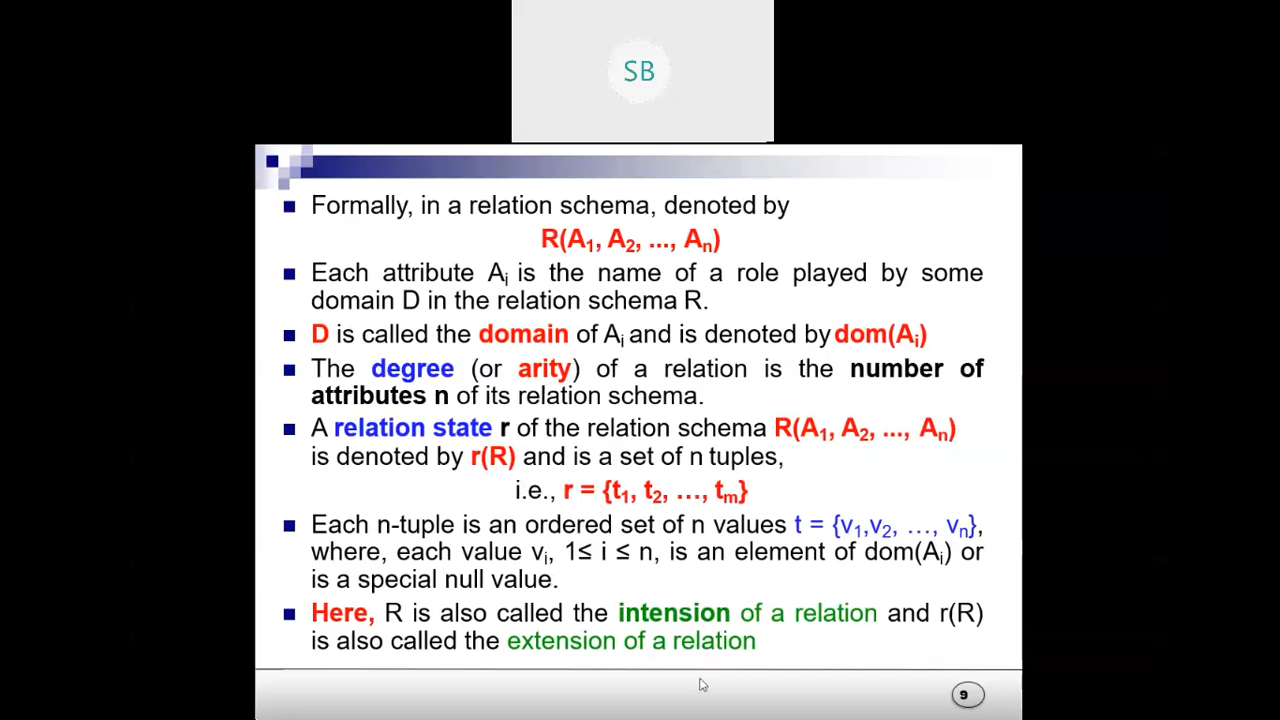 SB
Formally, in a relation schema, denoted by
R(A₁, A₂, ..., Aₙ)
Each attribute Aᵢ is the name of a role played by some
domain D in the relation schema R.
D is called the domain of Aᵢ and is denoted by dom(Aᵢ)
The degree (or arity) of a relation is the number of
attributes n of its relation schema.
A relation state r of the relation schema R(A₁, A₂, ..., Aₙ)
is denoted by r(R) and is a set of n tuples,
i.e., r = {t₁, t₂, …, tₘ}
Each n-tuple is an ordered set of n values t = {v₁,v₂, …, vₙ},
where, each value vᵢ, 1≤ i ≤ n, is an element of dom(Aᵢ) or
is a special null value.
Here, R is also called the intension of a relation and r(R)
is also called the extension of a relation
9